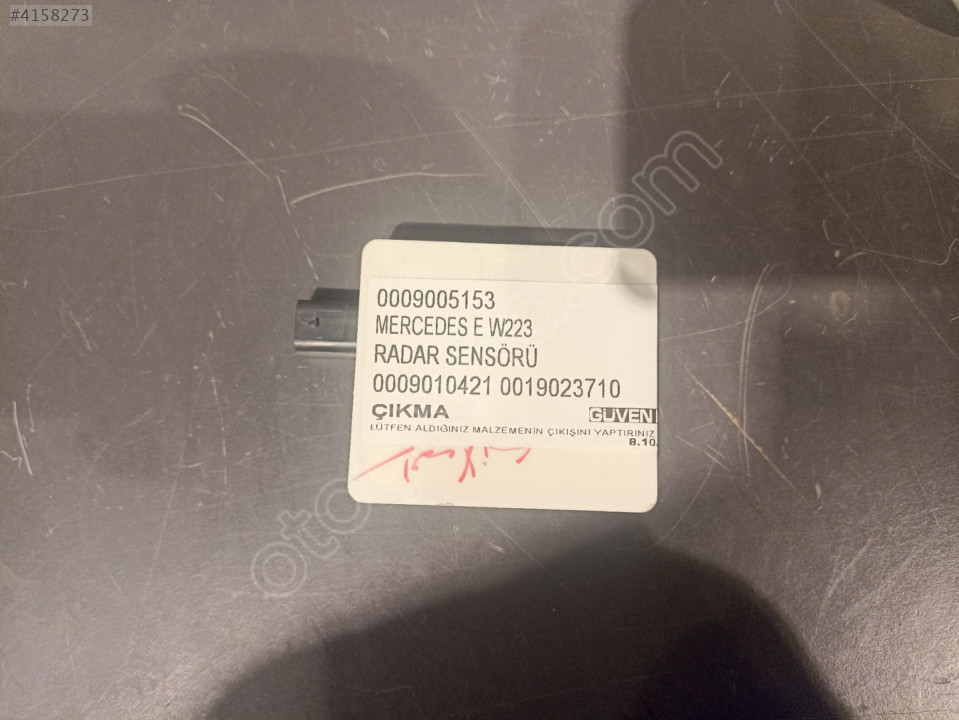 #4158273
0009005153
MERCEDES E W223
RADAR SENSÖRÜ
0009010421 0019023710
ÇIKMA GÜVEN
LÜTFEN ALDIĞINIZ MALZEMENİN ÇIKIŞINI YAPTIRINIZ
8.10